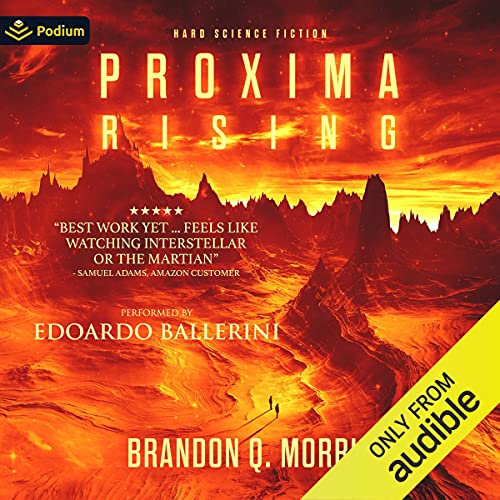 Podium
HARD SCIENCE FICTION
PROXIMA
RISING
★★★★★
“BEST WORK YET ... FEELS LIKE
WATCHING INTERSTELLAR
OR THE MARTIAN”
- SAMUEL ADAMS, AMAZON CUSTOMER
PERFORMED BY
EDOARDO BALLERINI
BRANDON Q. MORRI
ONLY FROM
audible